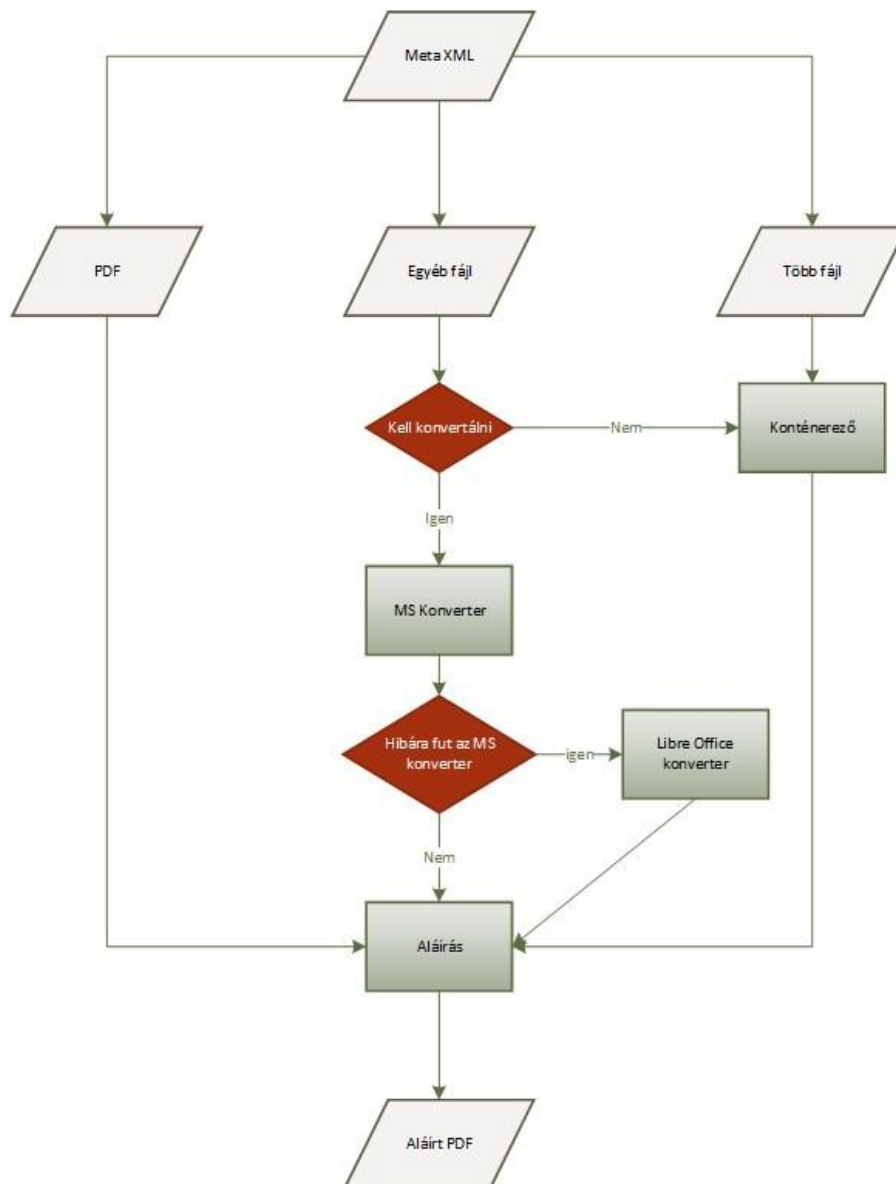 Meta XML
PDF
Egyéb fájl
Több fájl
Kell konvertálni
Nem
Konténerező
Igen
MS Konverter
Hibára fut az MS
konverter
igen
Libre Office
konverter
Nem
Aláírás
Aláírt PDF